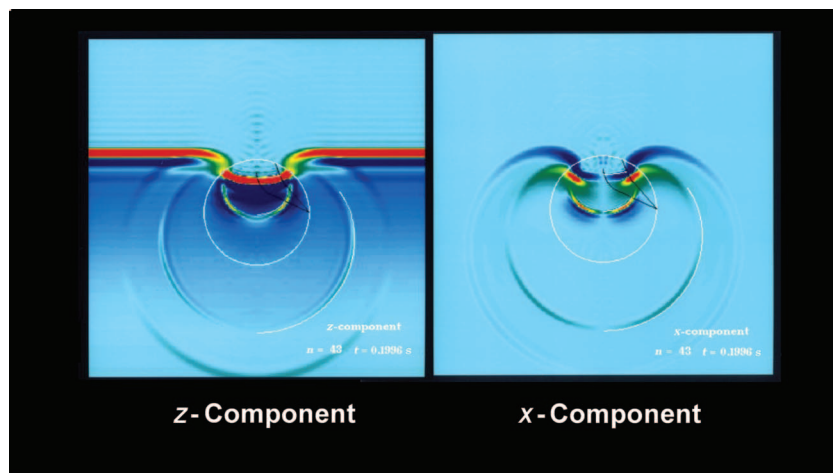 z-component
n = 43 t = 0.1996 s
x-component
n = 43 t = 0.1996 s
z - Component
x - Component